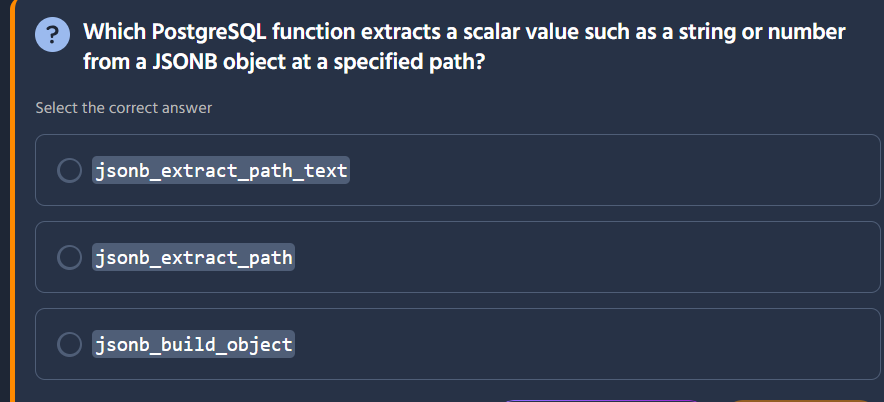 ?
Which PostgreSQL function extracts a scalar value such as a string or number
from a JSONB object at a specified path?
Select the correct answer
jsonb_extract_path_text
jsonb_extract_path
jsonb_build_object